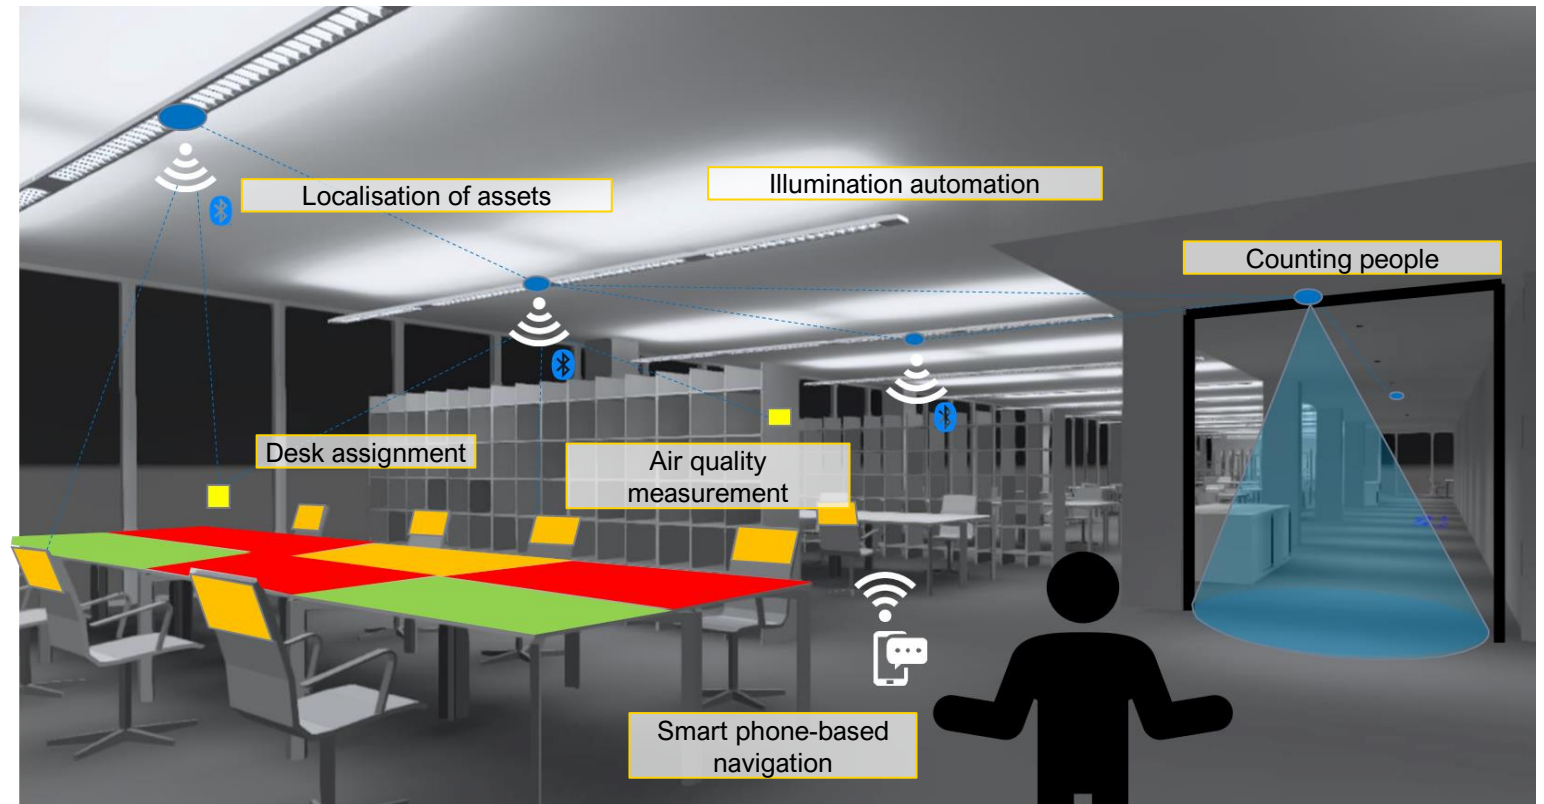 Localisation of assets
Illumination automation
Counting people
Desk assignment
Air quality
measurement
Smart phone-based
navigation